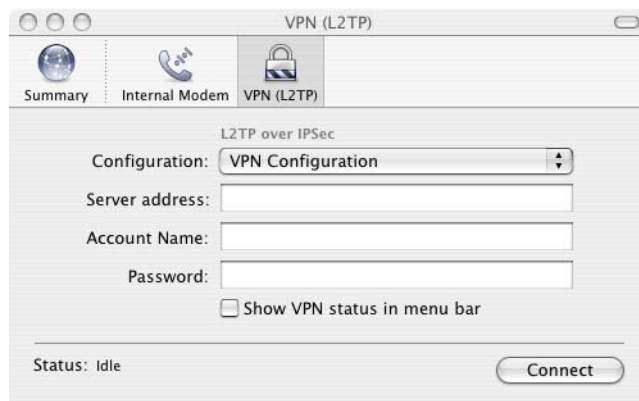 VPN (L2TP)
Summary
Internal Modem
VPN (L2TP)
L2TP over IPSec
Configuration: VPN Configuration
Server address:
Account Name:
Password:
Show VPN status in menu bar
Status: Idle
Connect